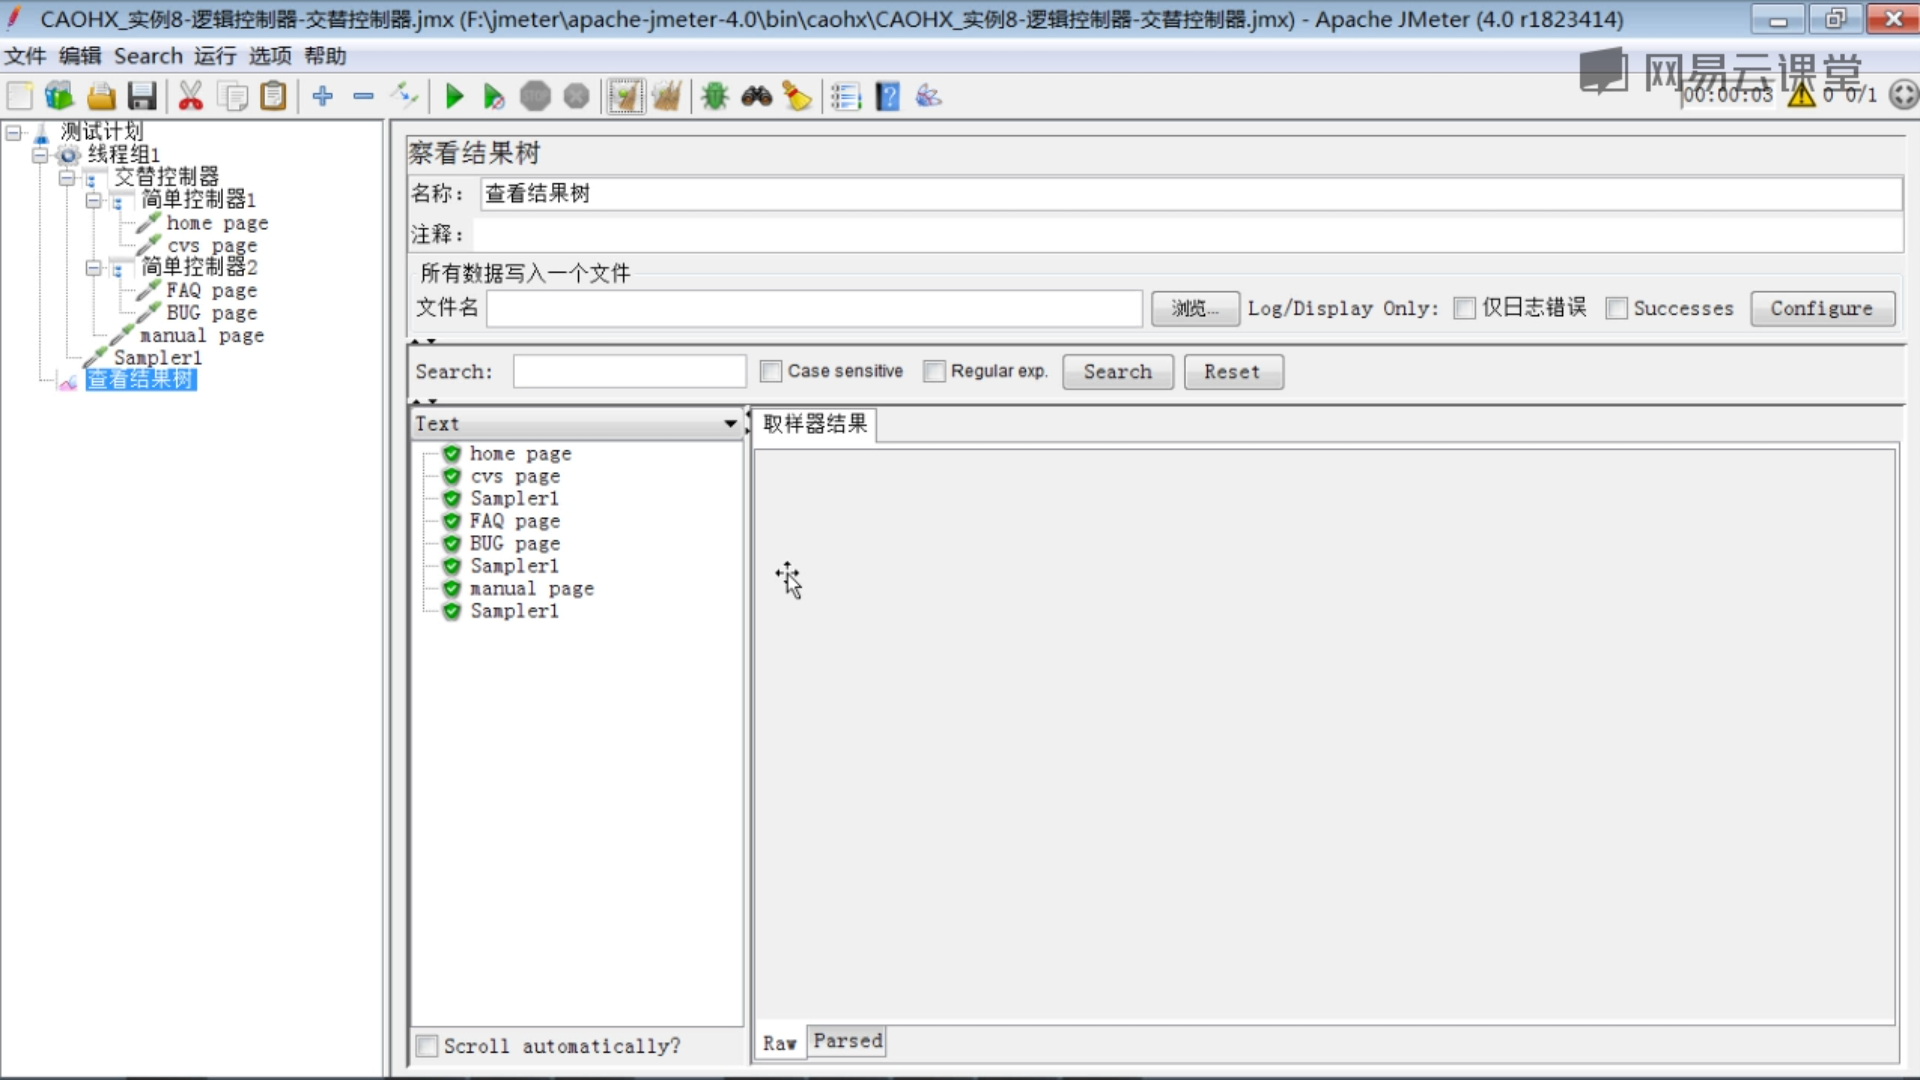 CAOHX_实例8-逻辑控制器-交替控制器.jmx (F:\jmeter\apache-jmeter-4.0\bin\caohx\CAOHX_实例8-逻辑控制器-交替控制器.jmx) - Apache JMeter (4.0 r1823414)
文件 编辑 Search 运行 选项 帮助
网易云课堂
00:00:03 0 0/1
测试计划
线程组1
交替控制器
简单控制器1
home page
cvs page
简单控制器2
FAQ page
BUG page
manual page
Sampler1
查看结果树
察看结果树
名称: 查看结果树
注释:
所有数据写入一个文件
文件名 浏览... Log/Display Only: 仅日志错误 Successes Configure
Search: Case sensitive Regular exp. Search Reset
Text
取样器结果
home page
cvs page
Sampler1
FAQ page
BUG page
Sampler1
manual page
Sampler1
Scroll automatically?
Raw Parsed